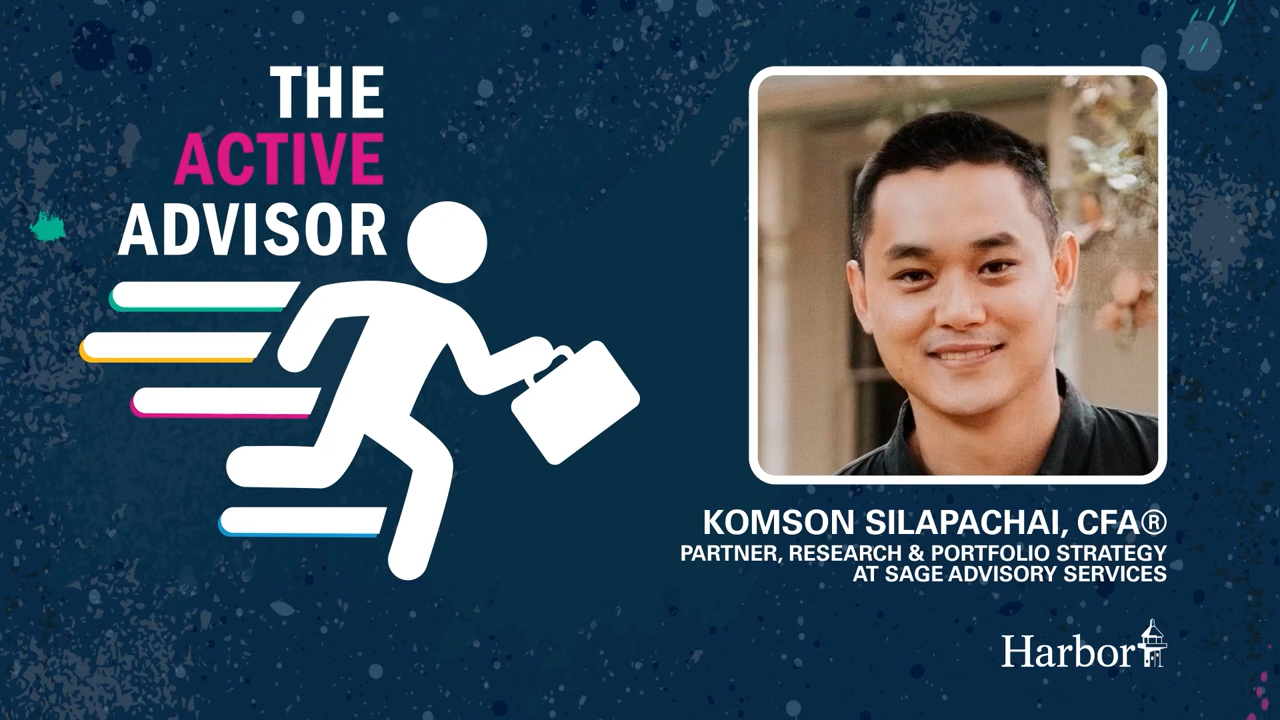 THE
ACTIVE
ADVISOR
KOMSON SILAPACHAI, CFA®
PARTNER, RESEARCH & PORTFOLIO STRATEGY
AT SAGE ADVISORY SERVICES
Harbor